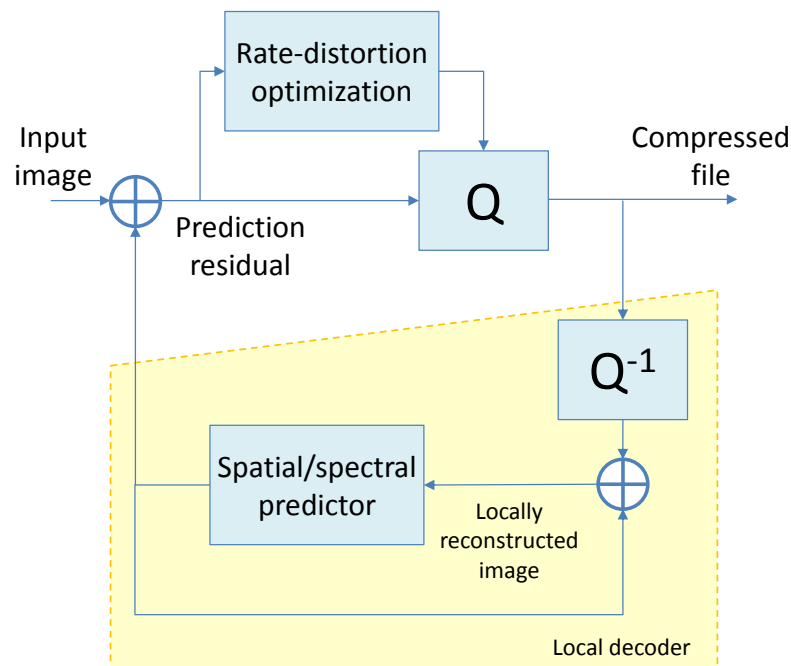 Rate-distortion
optimization
Input
image
Compressed
file
Q
Prediction
residual
Q-1
Spatial/spectral
predictor
Locally
reconstructed
image
Local decoder